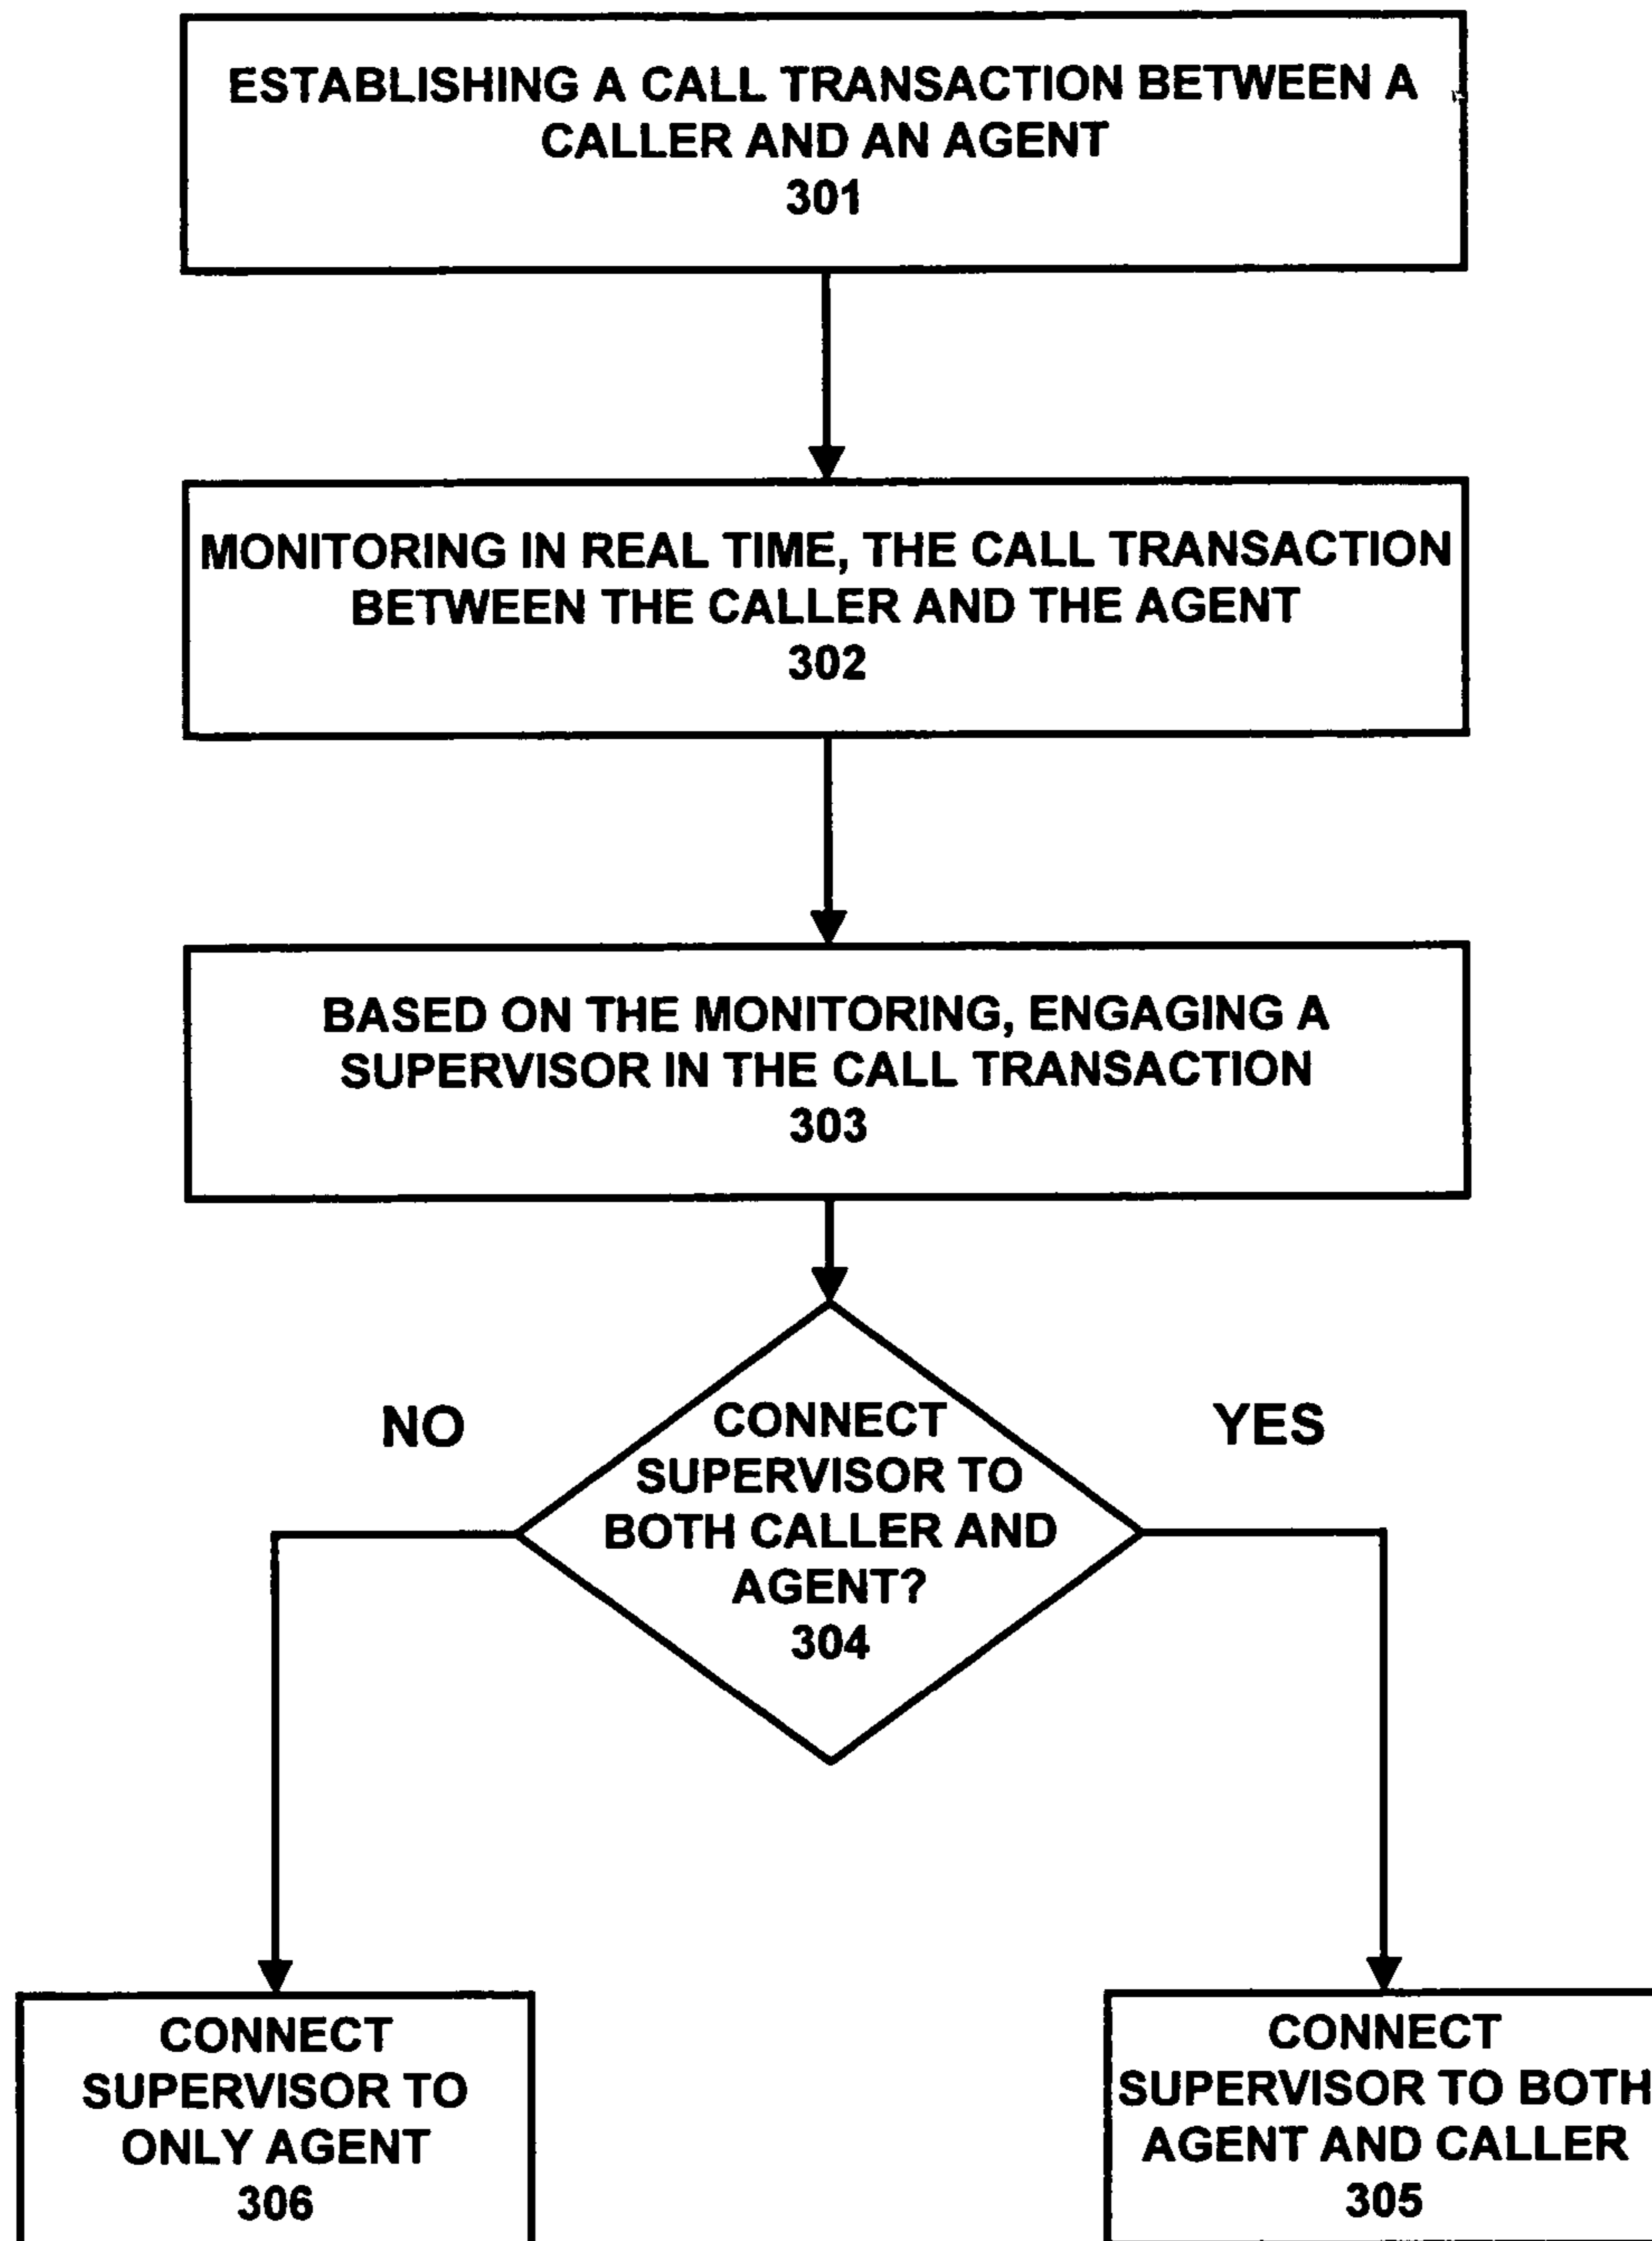 ESTABLISHING A CALL TRANSACTION BETWEEN A
CALLER AND AN AGENT
301
MONITORING IN REAL TIME, THE CALL TRANSACTION
BETWEEN THE CALLER AND THE AGENT
302
BASED ON THE MONITORING, ENGAGING A
SUPERVISOR IN THE CALL TRANSACTION
303
CONNECT
SUPERVISOR TO
BOTH CALLER AND
AGENT?
304
NO
YES
CONNECT
SUPERVISOR TO
ONLY AGENT
306
CONNECT
SUPERVISOR TO BOTH
AGENT AND CALLER
305